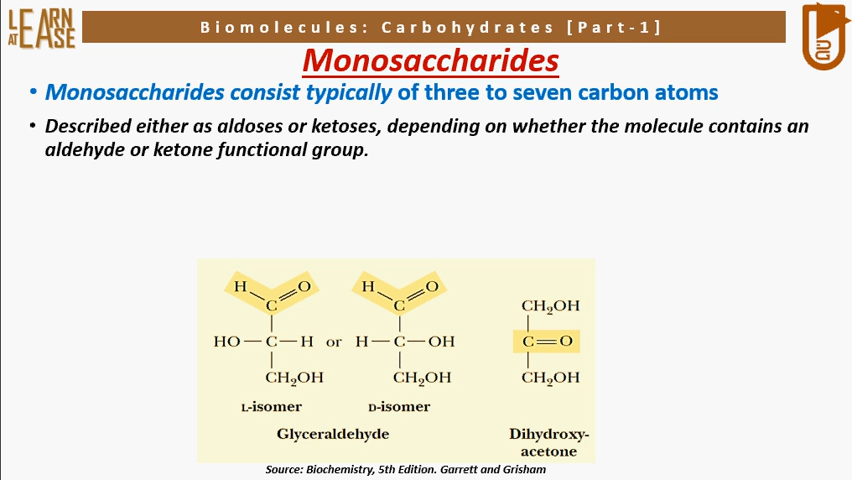 LEARN
AT EASE
Biomolecules: Carbohydrates [Part-1]
Monosaccharides
• Monosaccharides consist typically of three to seven carbon atoms
• Described either as aldoses or ketoses, depending on whether the molecule contains an
aldehyde or ketone functional group.
H O H O
C C CH₂OH
HO—C—H or H—C—OH C=O
CH₂OH CH₂OH CH₂OH
L-isomer D-isomer
Glyceraldehyde Dihydroxy-
acetone
Source: Biochemistry, 5th Edition. Garrett and Grisham